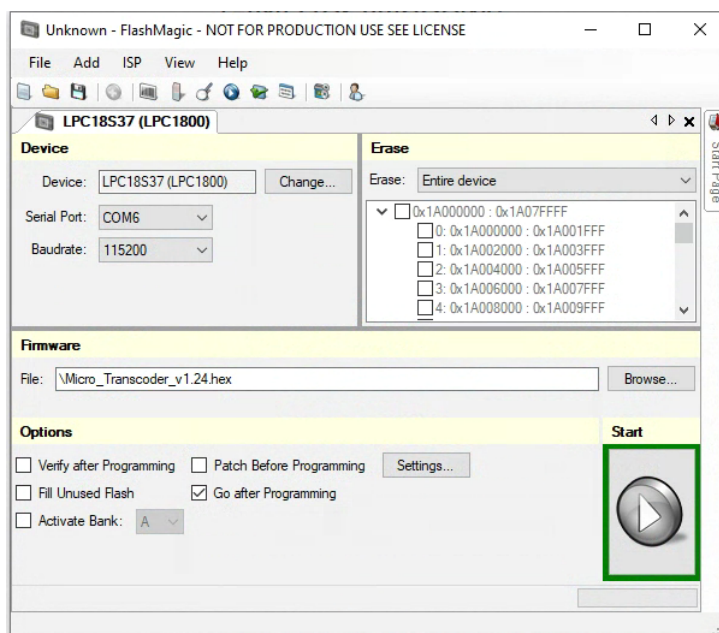 Unknown - FlashMagic - NOT FOR PRODUCTION USE SEE LICENSE
File Add ISP View Help
LPC18S37 (LPC1800)
Start Page
Device
Device: LPC18S37 (LPC1800) Change...
Serial Port: COM6
Baudrate: 115200
Erase
Erase: Entire device
0x1A000000 : 0x1A07FFFF
0: 0x1A000000 : 0x1A001FFF
1: 0x1A002000 : 0x1A003FFF
2: 0x1A004000 : 0x1A005FFF
3: 0x1A006000 : 0x1A007FFF
4: 0x1A008000 : 0x1A009FFF
Firmware
File: \Micro_Transcoder_v1.24.hex Browse...
Options
Verify after Programming Patch Before Programming Settings...
Fill Unused Flash Go after Programming
Activate Bank: A
Start